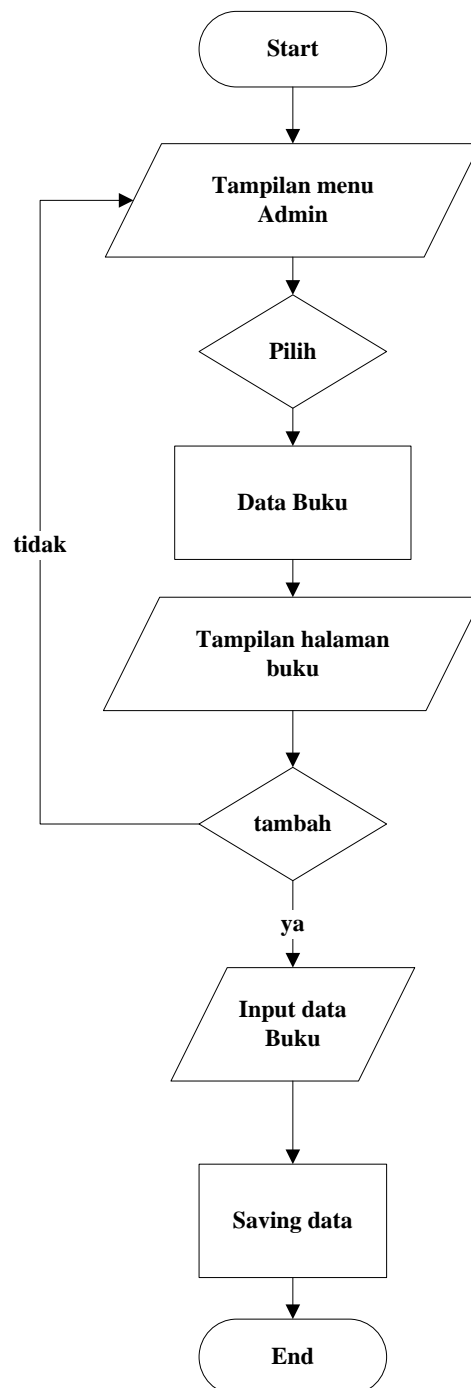 Start
Tampilan menu
Admin
Pilih
Data Buku
tidak
Tampilan halaman
buku
tambah
ya
Input data
Buku
Saving data
End